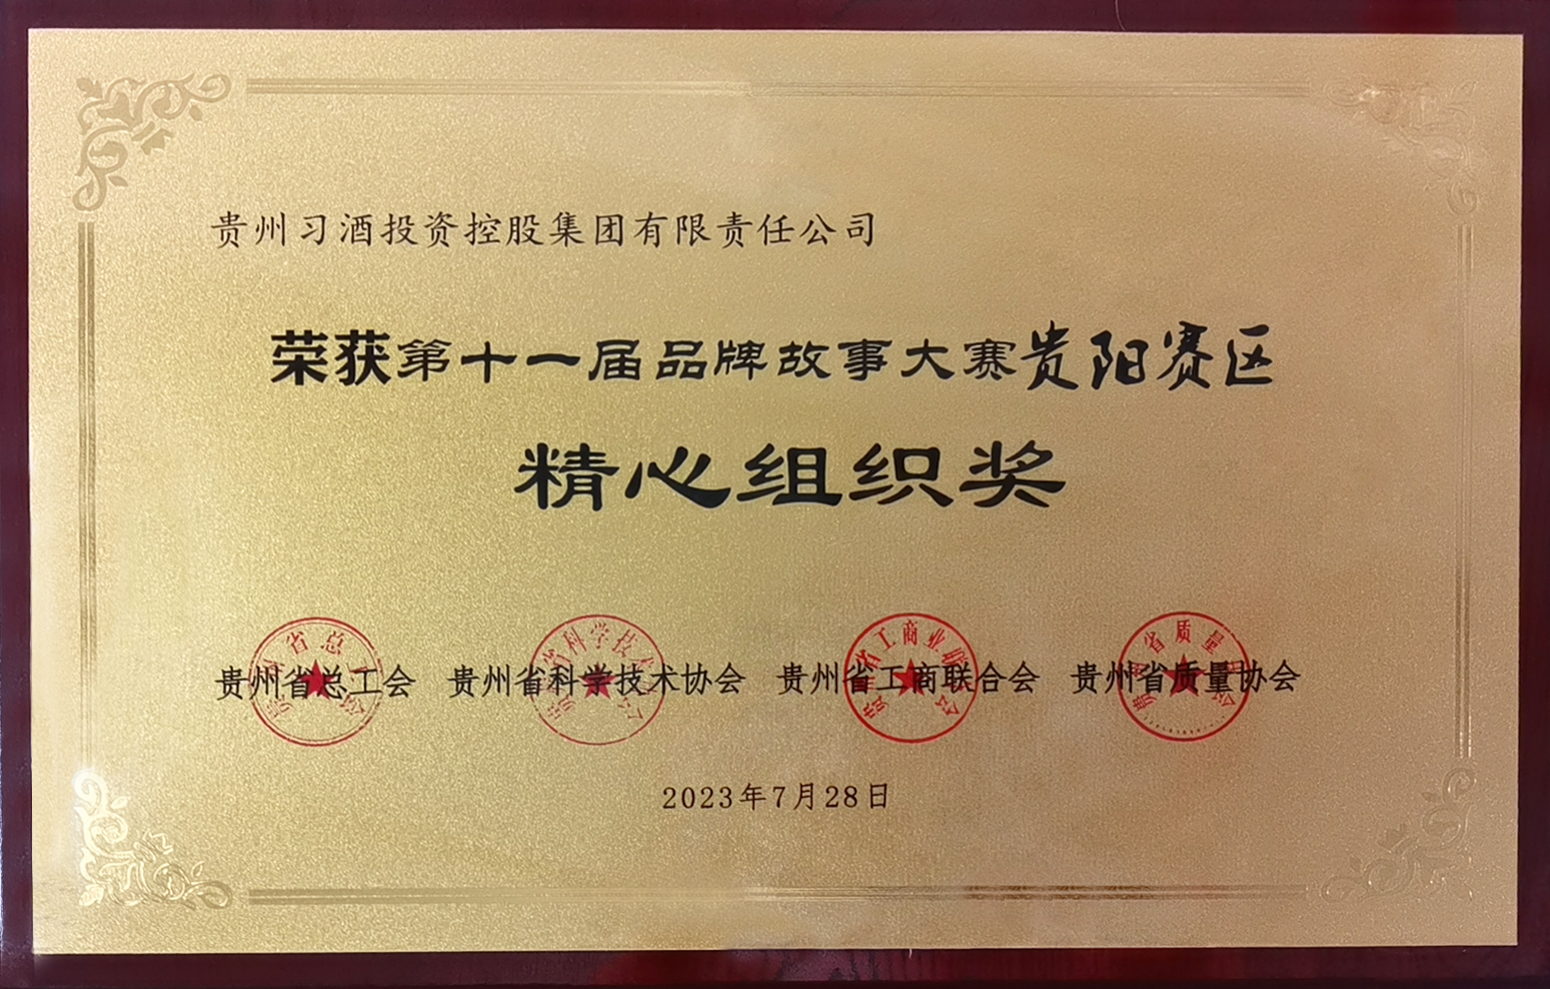 贵州习酒投资控股集团有限责任公司
荣获第十一届品牌故事大赛贵阳赛区
精心组织奖
贵州省总工会 贵州省科学技术协会 贵州省工商业联合会 贵州省质量协会
2023年7月28日